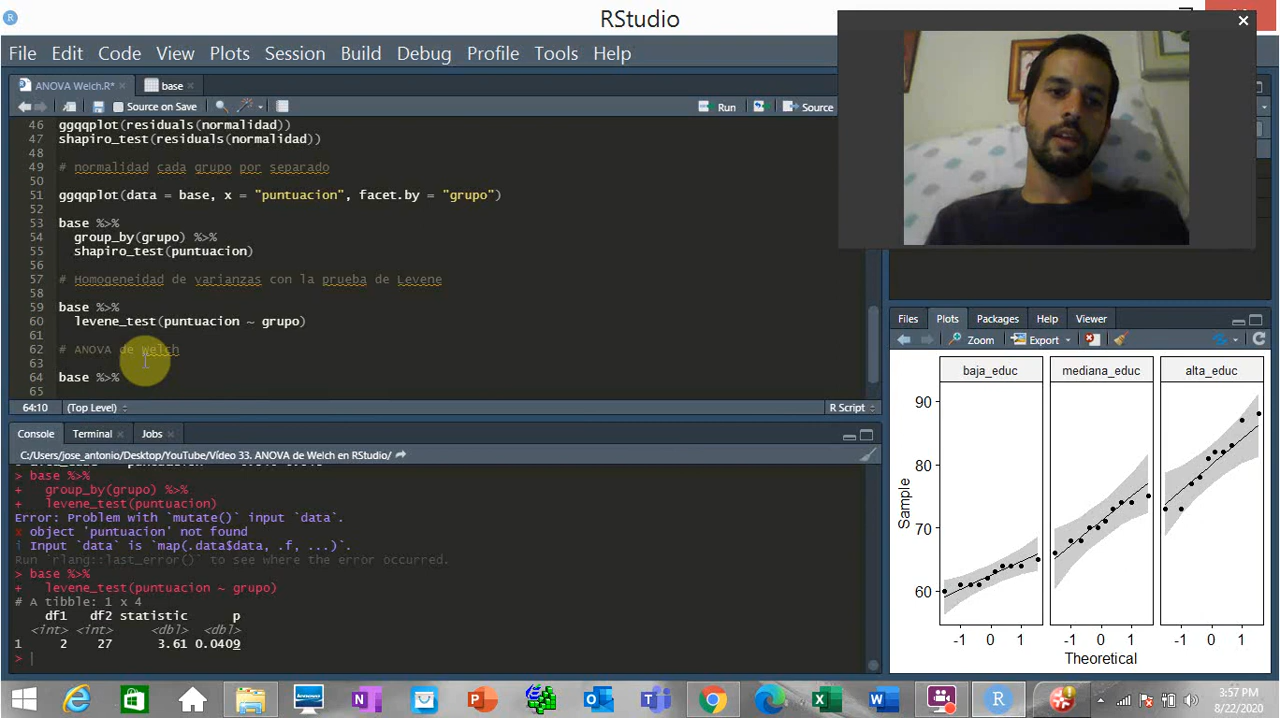 RStudio
File Edit Code View Plots Session Build Debug Profile Tools Help
ANOVA Welch.R* base
Source on Save Run Source
46 ggqqplot(residuals(normalidad))
47 shapiro_test(residuals(normalidad))
48
49 # normalidad cada grupo por separado
50
51 ggqqplot(data = base, x = "puntuacion", facet.by = "grupo")
52
53 base %>%
54 group_by(grupo) %>%
55 shapiro_test(puntuacion)
56
57 # Homogeneidad de varianzas con la prueba de Levene
58
59 base %>%
60 levene_test(puntuacion ~ grupo)
61
62 # ANOVA de Welch
63
64 base %>%
65
64:10 (Top Level) R Script
Console Terminal Jobs
C:/Users/jose_antonio/Desktop/YouTube/Vídeo 33. ANOVA de Welch en RStudio/
> base %>%
+ group_by(grupo) %>%
+ levene_test(puntuacion)
Error: Problem with `mutate()` input `data`.
x object 'puntuacion' not found
i Input `data` is `map(.data$data, .f, ...)`.
Run `rlang::last_error()` to see where the error occurred.
> base %>%
+ levene_test(puntuacion ~ grupo)
# A tibble: 1 x 4
df1 df2 statistic p
<int> <int> <dbl> <dbl>
1 2 27 3.61 0.0409
>
Files Plots Packages Help Viewer
Zoom Export
baja_educ mediana_educ alta_educ
90
80
70
60
Sample
-1 0 1 -1 0 1 -1 0 1
Theoretical
3:57 PM
8/22/2020